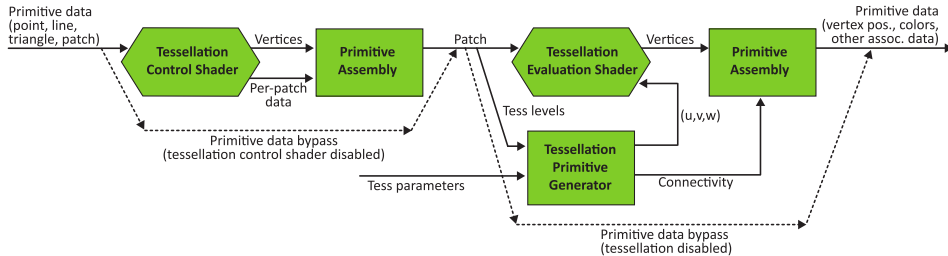 Primitive data
(point, line,
triangle, patch)
Tessellation
Control Shader
Vertices
Per-patch
data
Primitive
Assembly
Primitive data bypass
(tessellation control shader disabled)
Patch
Tess levels
Tessellation
Evaluation Shader
Vertices
(u,v,w)
Tess parameters
Tessellation
Primitive
Generator
Connectivity
Primitive
Assembly
Primitive data
(vertex pos., colors,
other assoc. data)
Primitive data bypass
(tessellation disabled)